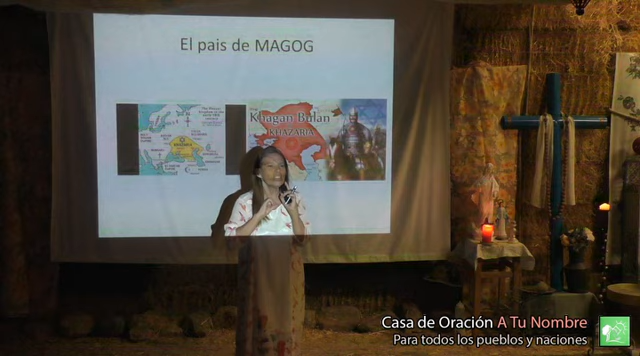 El pais de MAGOG
Khagan Bulan
KHAZARIA
Casa de Oración A Tu Nombre
Para todos los pueblos y naciones